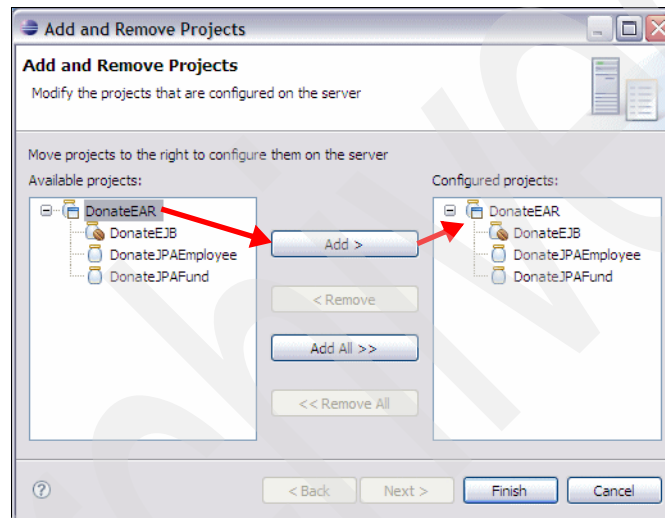 Add and Remove Projects
Add and Remove Projects
Modify the projects that are configured on the server
Move projects to the right to configure them on the server
Available projects:
Configured projects:
DonateEAR
DonateEJB
DonateJPAEmployee
DonateJPAFund
Add >
< Remove
Add All >>
<< Remove All
DonateEAR
DonateEJB
DonateJPAEmployee
DonateJPAFund
?
< Back
Next >
Finish
Cancel